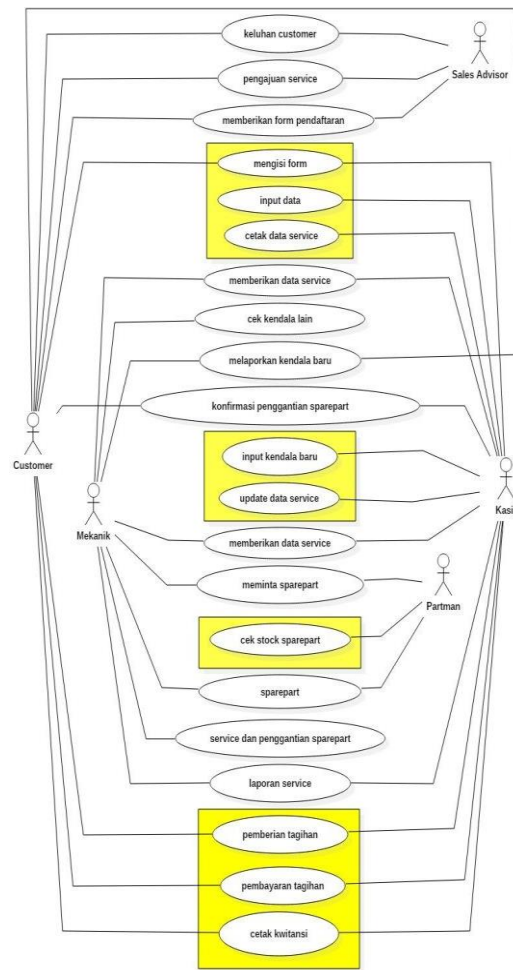 keluhan customer
Sales Advisor
pengajuan service
memberikan form pendaftaran
mengisi form
input data
cetak data service
memberikan data service
cek kendala lain
melaporkan kendala baru
konfirmasi penggantian sparepart
Customer
input kendala baru
Kasi
update data service
Mekanik
memberikan data service
meminta sparepart
Partman
cek stock sparepart
sparepart
service dan penggantian sparepart
laporan service
pemberian tagihan
pembayaran tagihan
cetak kwitansi